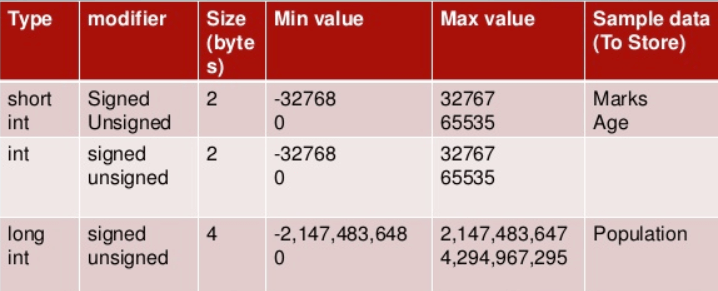 Type modifier Size Min value Max value Sample data
(byte (To Store)
s)
short Signed 2 -32768 32767 Marks
int Unsigned 0 65535 Age
int signed 2 -32768 32767
unsigned 0 65535
long signed 4 -2,147,483,648 2,147,483,647 Population
int unsigned 0 4,294,967,295